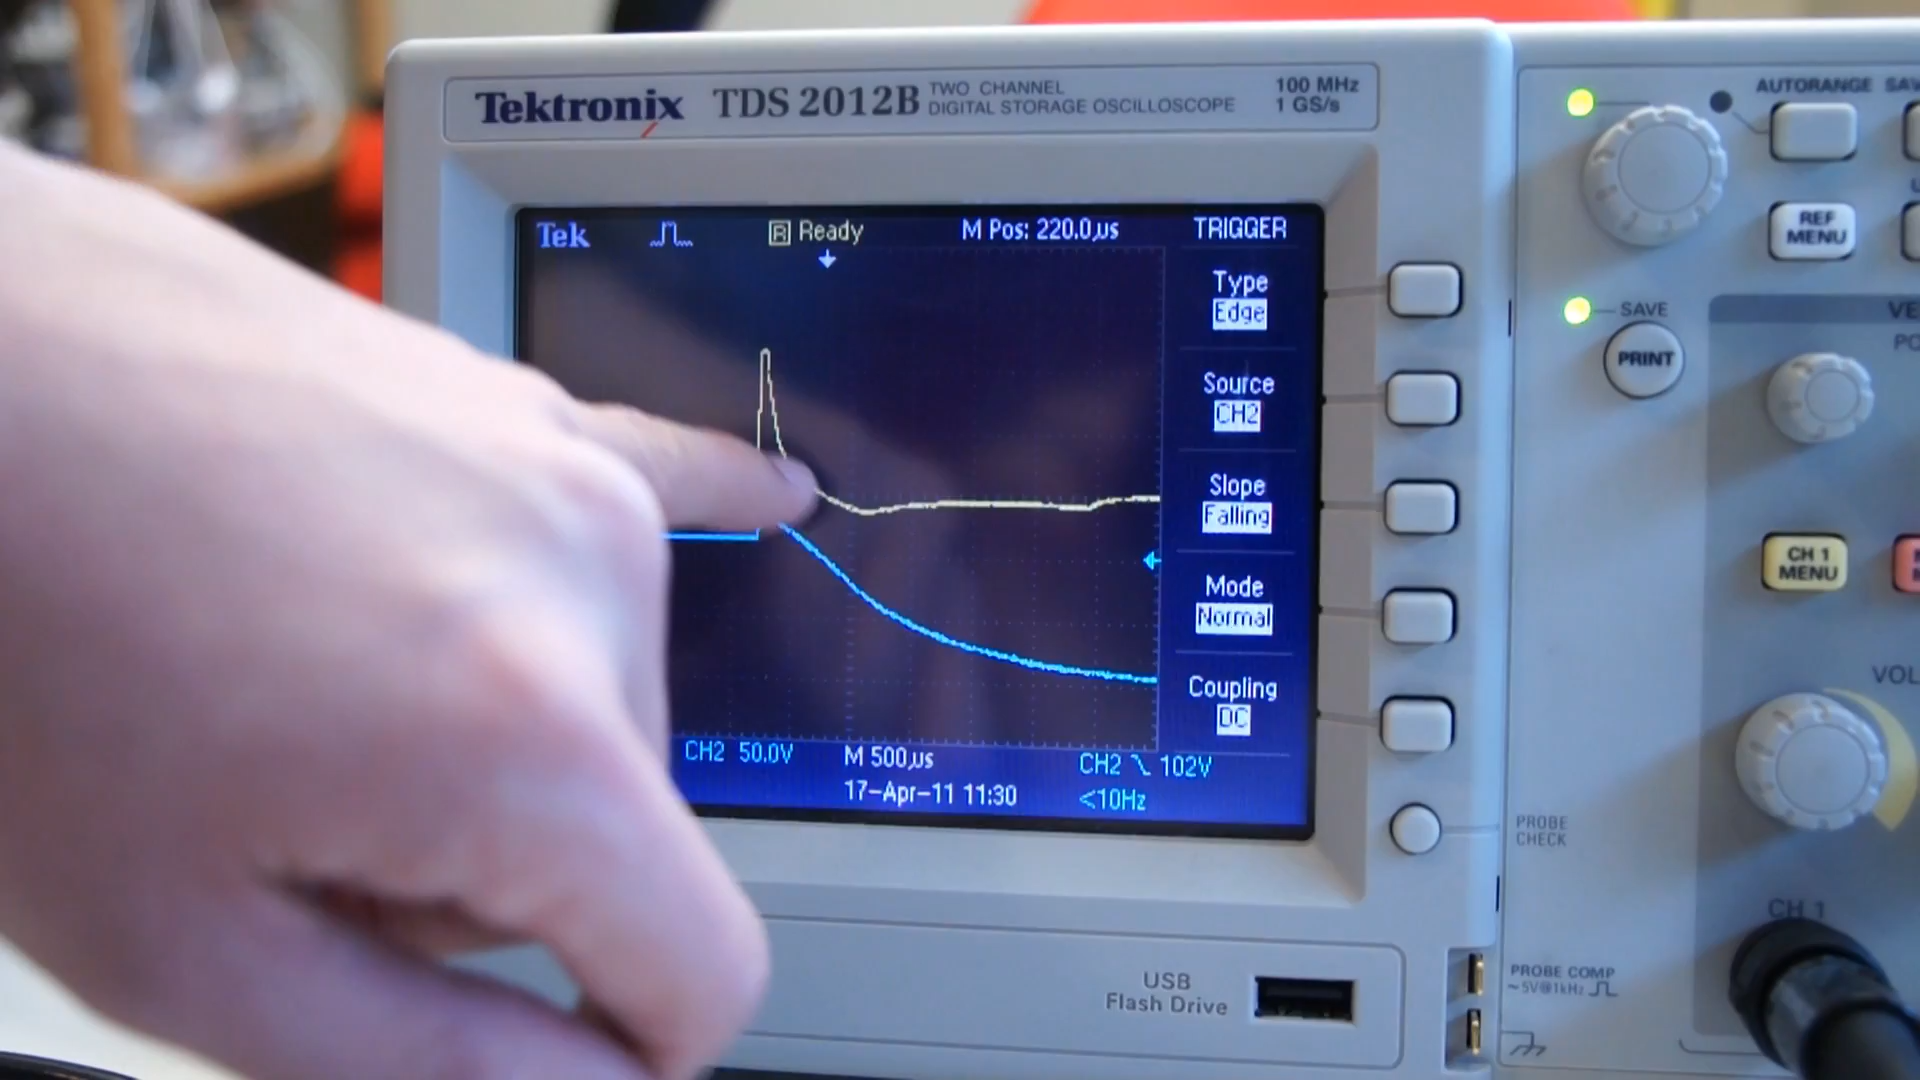 Tektronix TDS 2012B TWO CHANNEL DIGITAL STORAGE OSCILLOSCOPE 100 MHz 1 GS/s
AUTORANGE
REF MENU
Tek R Ready M Pos: 220.0µs TRIGGER
Type
Edge
Source
CH2
Slope
Falling
Mode
Normal
Coupling
DC
CH2 50.0V M 500µs CH2 102V
17-Apr-11 11:30 <10Hz
SAVE
PRINT
CH 1
MENU
PROBE
CHECK
CH 1
USB
Flash Drive
PROBE COMP
~5V@1kHz